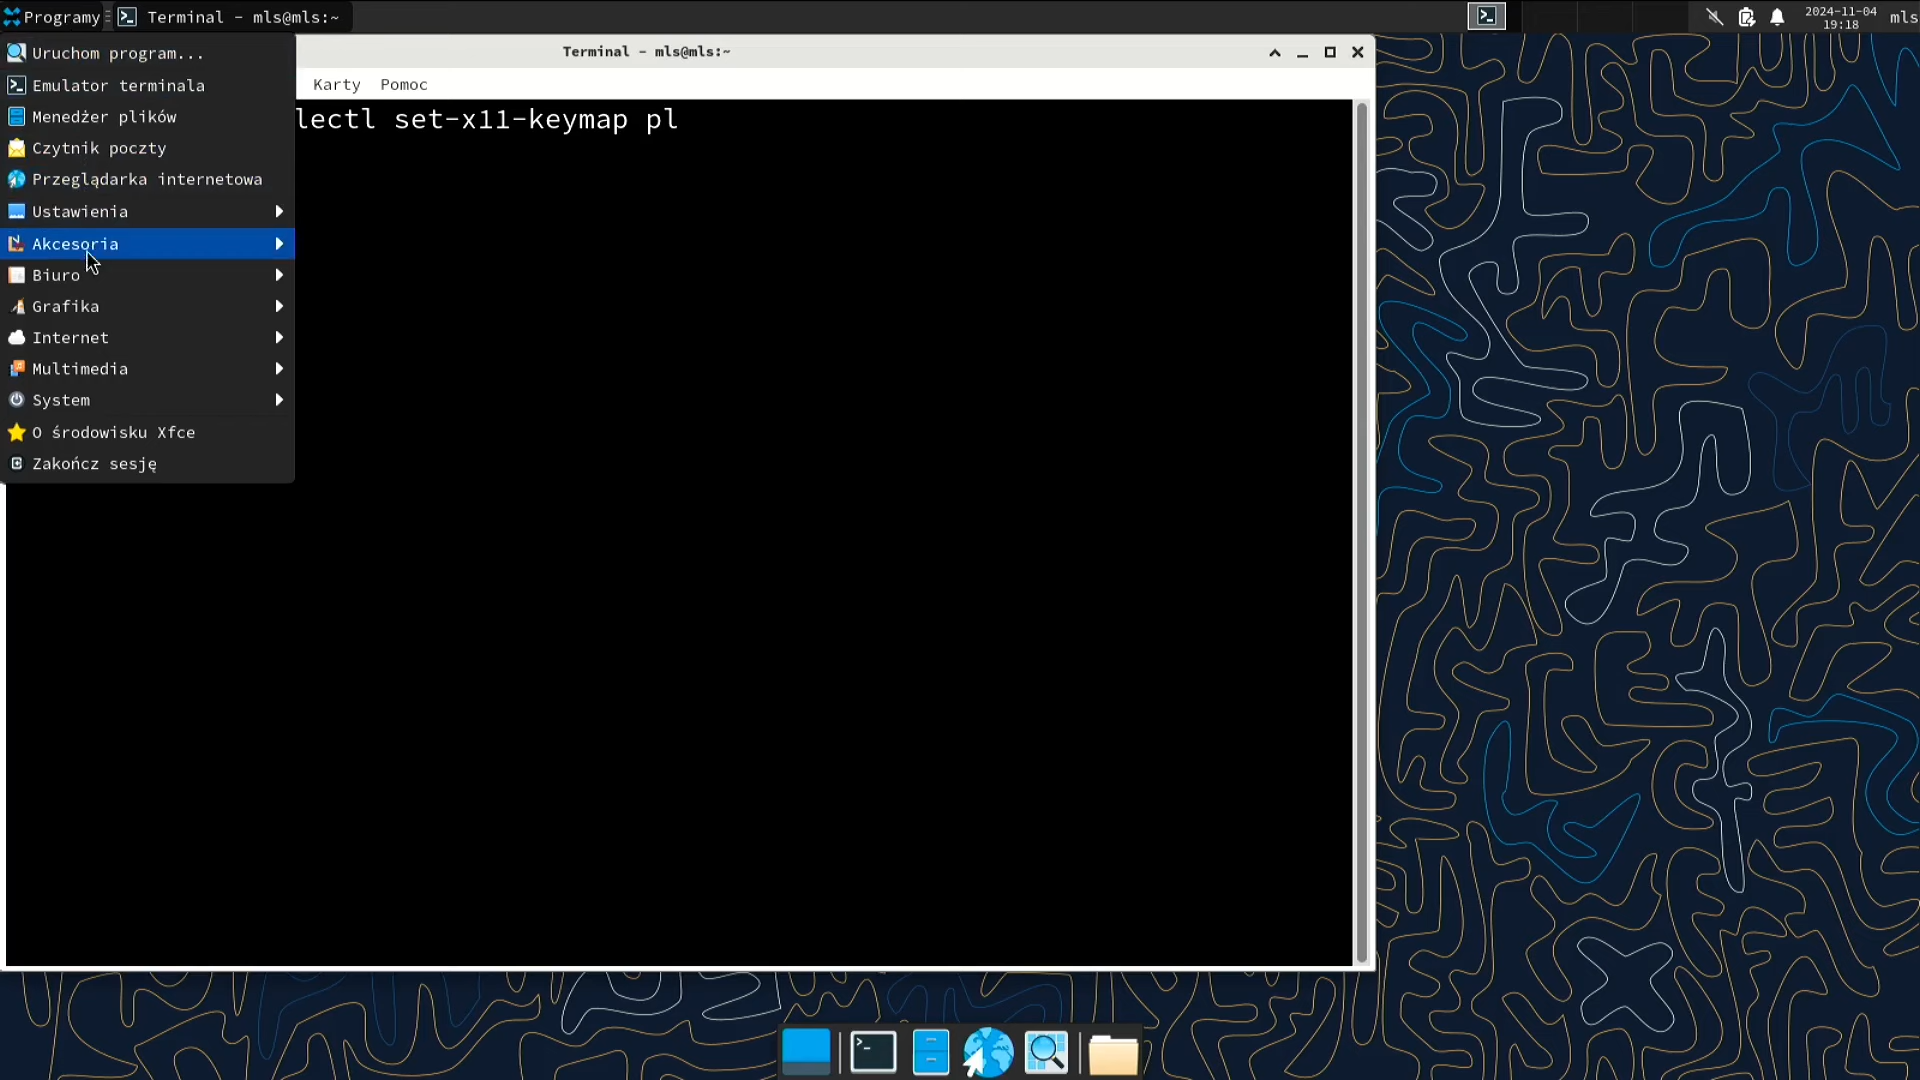 Programy Terminal - mls@mls:~ 2024-11-04 19:18 mls
Terminal - mls@mls:~
Karty Pomoc
lectl set-x11-keymap pl
Uruchom program...
Emulator terminala
Menedżer plików
Czytnik poczty
Przeglądarka internetowa
Ustawienia
Akcesoria
Biuro
Grafika
Internet
Multimedia
System
O środowisku Xfce
Zakończ sesję